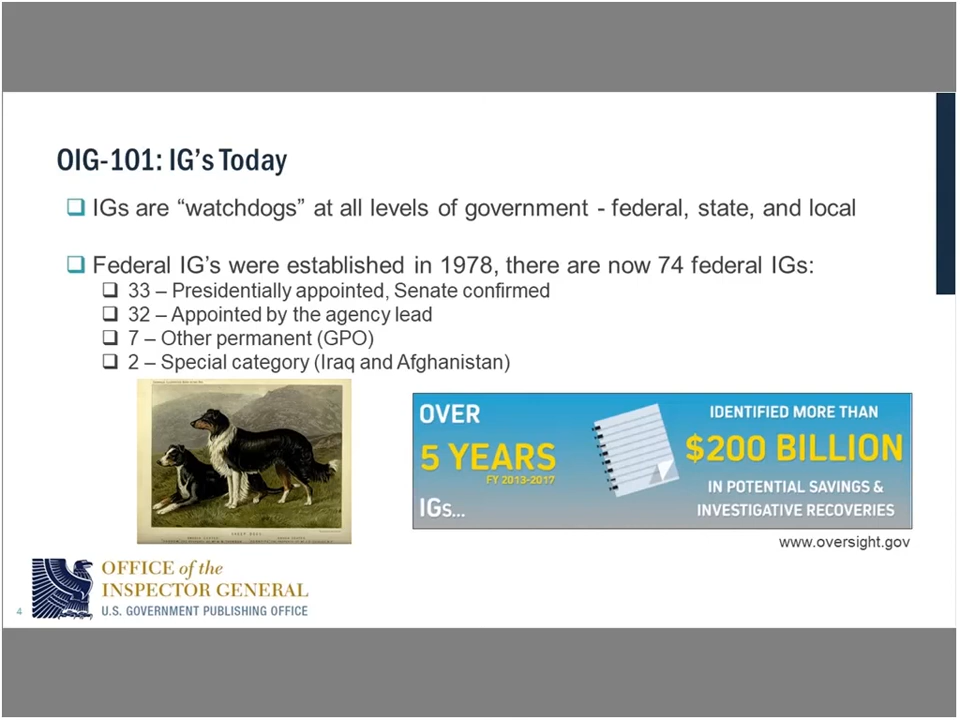 OIG-101: IG's Today
❑ IGs are “watchdogs” at all levels of government - federal, state, and local
❑ Federal IG’s were established in 1978, there are now 74 federal IGs:
❑ 33 – Presidentially appointed, Senate confirmed
❑ 32 – Appointed by the agency lead
❑ 7 – Other permanent (GPO)
❑ 2 – Special category (Iraq and Afghanistan)
OVER
5 YEARS
FY 2013-2017
IGs...
IDENTIFIED MORE THAN
$200 BILLION
IN POTENTIAL SAVINGS &
INVESTIGATIVE RECOVERIES
www.oversight.gov
OFFICE of the
INSPECTOR GENERAL
U.S. GOVERNMENT PUBLISHING OFFICE
4